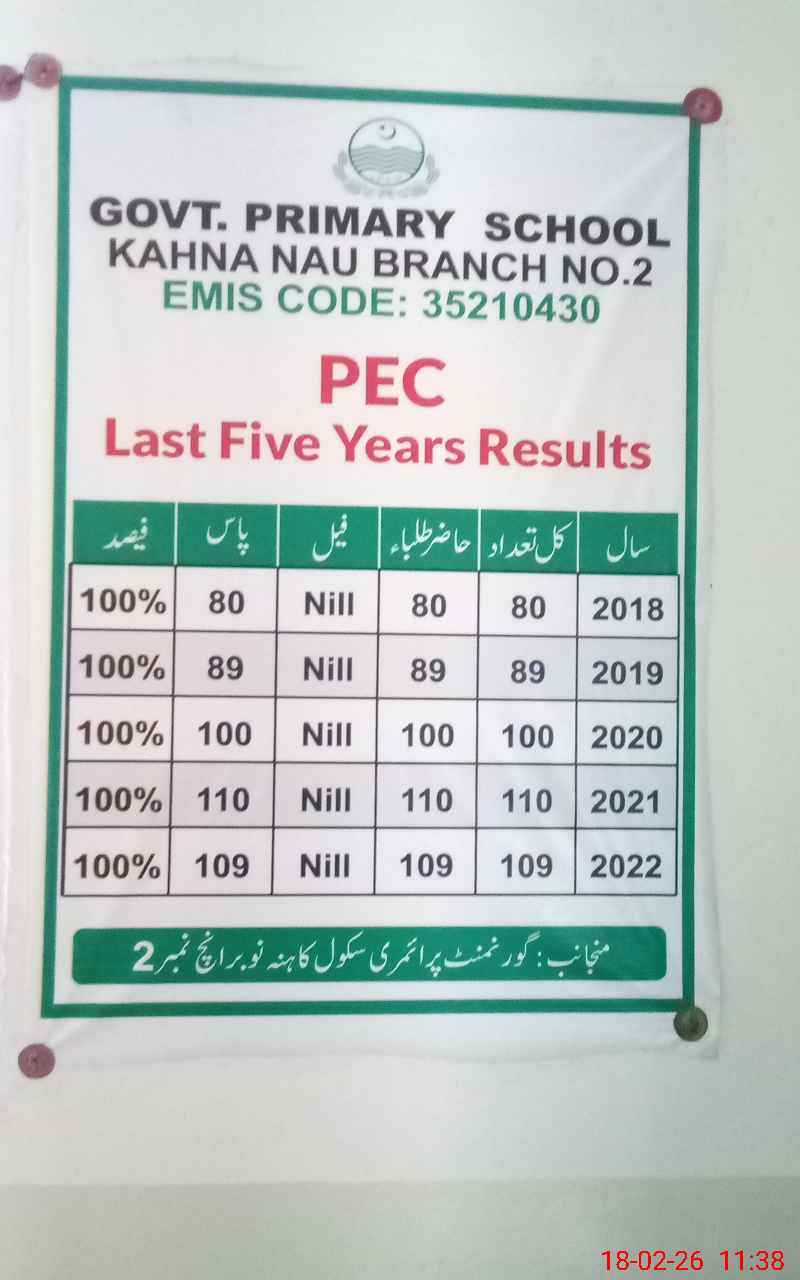 GOVT. PRIMARY SCHOOL
KAHNA NAU BRANCH NO.2
EMIS CODE: 35210430
PEC
Last Five Years Results
سال کل تعداد حاضر طلباء فیل پاس فیصد
2018 80 80 Nill 80 100%
2019 89 89 Nill 89 100%
2020 100 100 Nill 100 100%
2021 110 110 Nill 110 100%
2022 109 109 Nill 109 100%
منجانب : گورنمنٹ پرائمری سکول کاہنہ نو برانچ نمبر 2
18-02-26 11:38